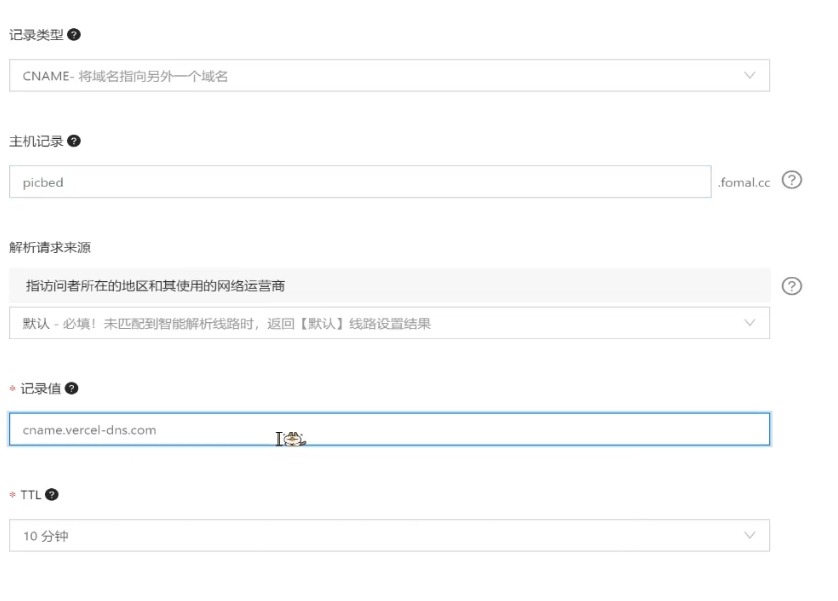 记录类型 ?
CNAME- 将域名指向另外一个域名
主机记录 ?
picbed
.fomal.cc ?
解析请求来源
指访问者所在的地区和其使用的网络运营商 ?
默认 - 必填！未匹配到智能解析线路时，返回【默认】线路设置结果
* 记录值 ?
cname.vercel-dns.com
* TTL ?
10 分钟